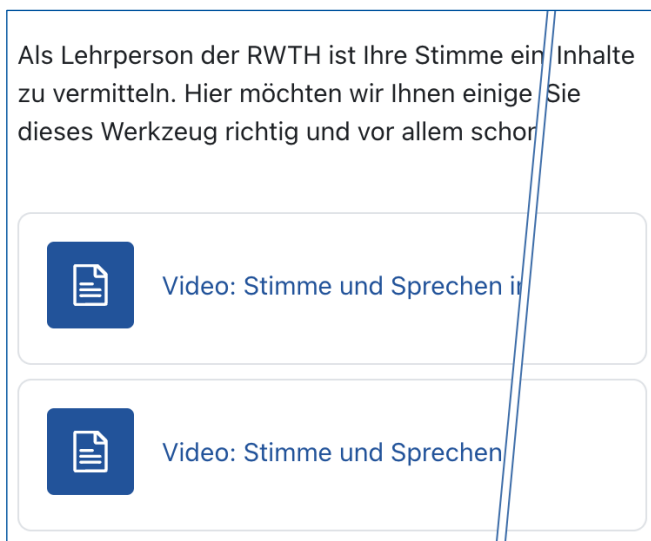 Als Lehrperson der RWTH ist Ihre Stimme ein Inhalte
zu vermitteln. Hier möchten wir Ihnen einige Sie
dieses Werkzeug richtig und vor allem
Video: Stimme und Sprechen
Video: Stimme und Sprechen